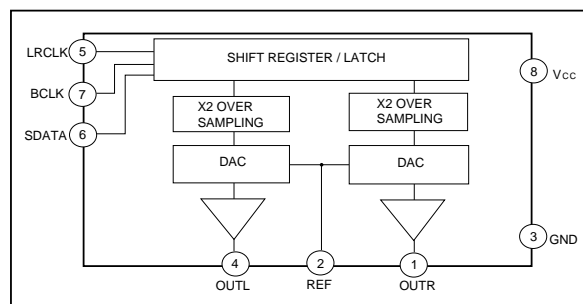 LRCLK 5
SHIFT REGISTER / LATCH
8 Vcc
BCLK 7
X2 OVER
SAMPLING
X2 OVER
SAMPLING
SDATA 6
DAC
DAC
3 GND
4
2
1
OUTL
REF
OUTR